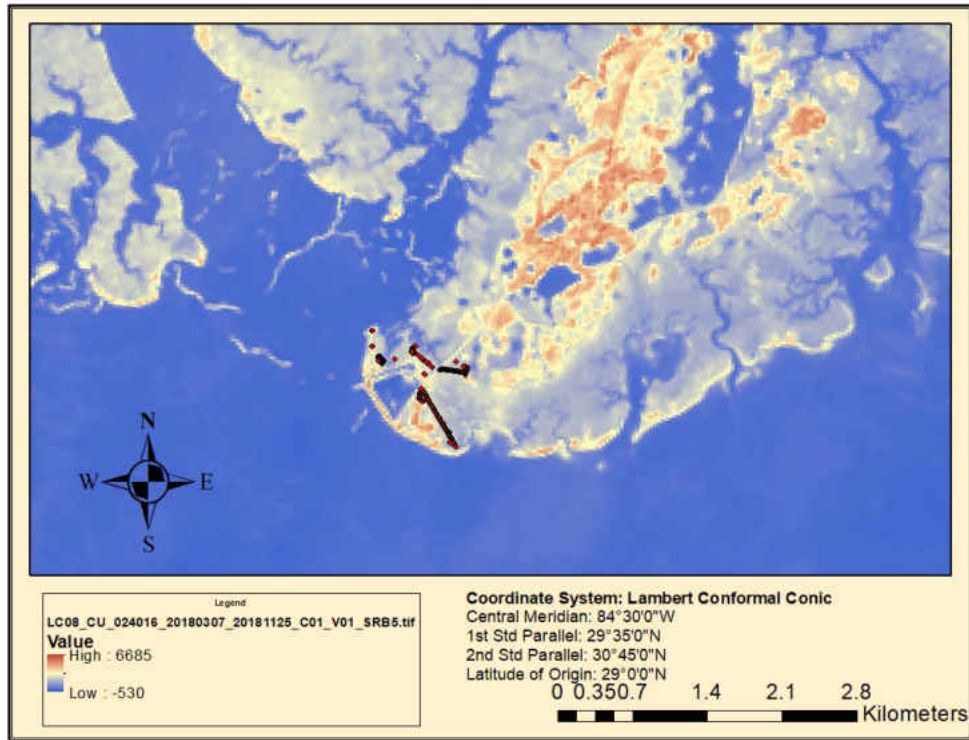 N
W E
S
Legend
LC08_CU_024016_20180307_20181125_C01_V01_SRB5.tif
Value
High : 6685
Low : -530
Coordinate System: Lambert Conformal Conic
Central Meridian: 84°30'0"W
1st Std Parallel: 29°35'0"N
2nd Std Parallel: 30°45'0"N
Latitude of Origin: 29°0'0"N
0 0.35 0.7 1.4 2.1 2.8
Kilometers